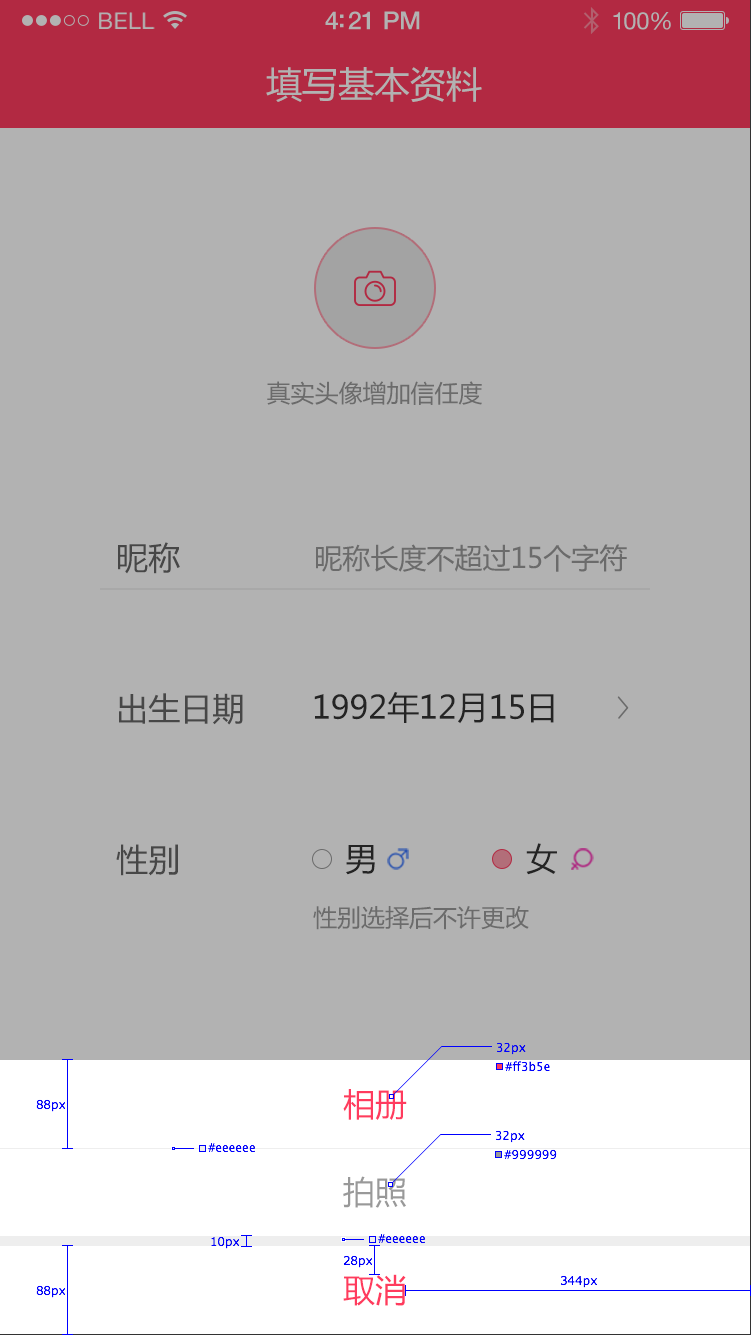 BELL 4:21 PM 100%
填写基本资料
真实头像增加信任度
昵称 昵称长度不超过15个字符
出生日期 1992年12月15日
性别 男 女
性别选择后不许更改
32px
#ff3b5e
88px
相册
32px
#eeeeee
#999999
拍照
10px
#eeeeee
28px
344px
88px
取消